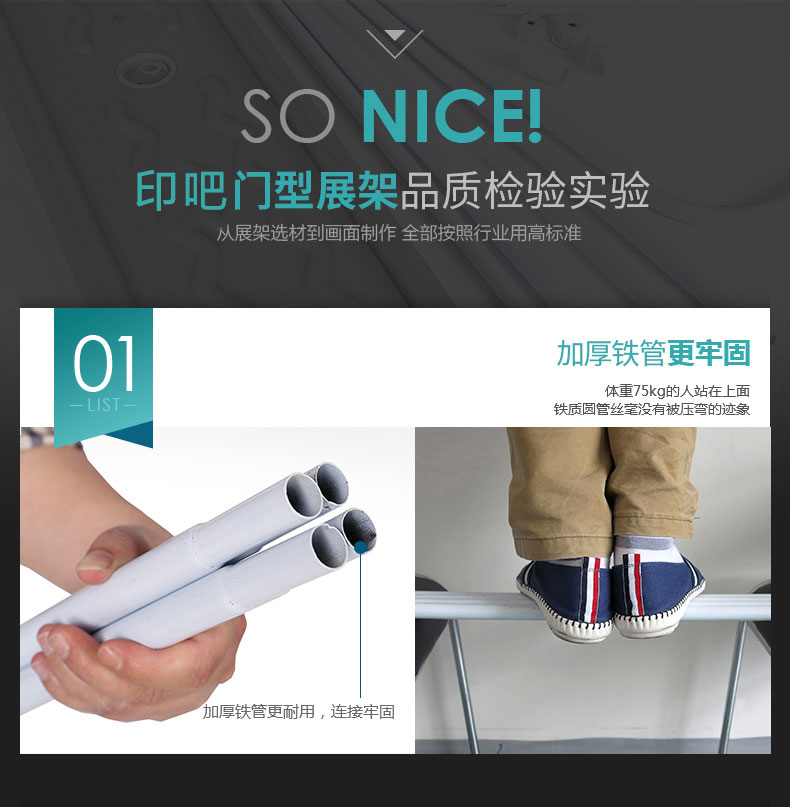 SO NICE!
印吧门型展架品质检验实验
从展架选材到画面制作 全部按照行业用高标准
01
LIST
加厚铁管更牢固
体重75kg的人站在上面
铁质圆管丝毫没有被压弯的迹象
加厚铁管更耐用，连接牢固